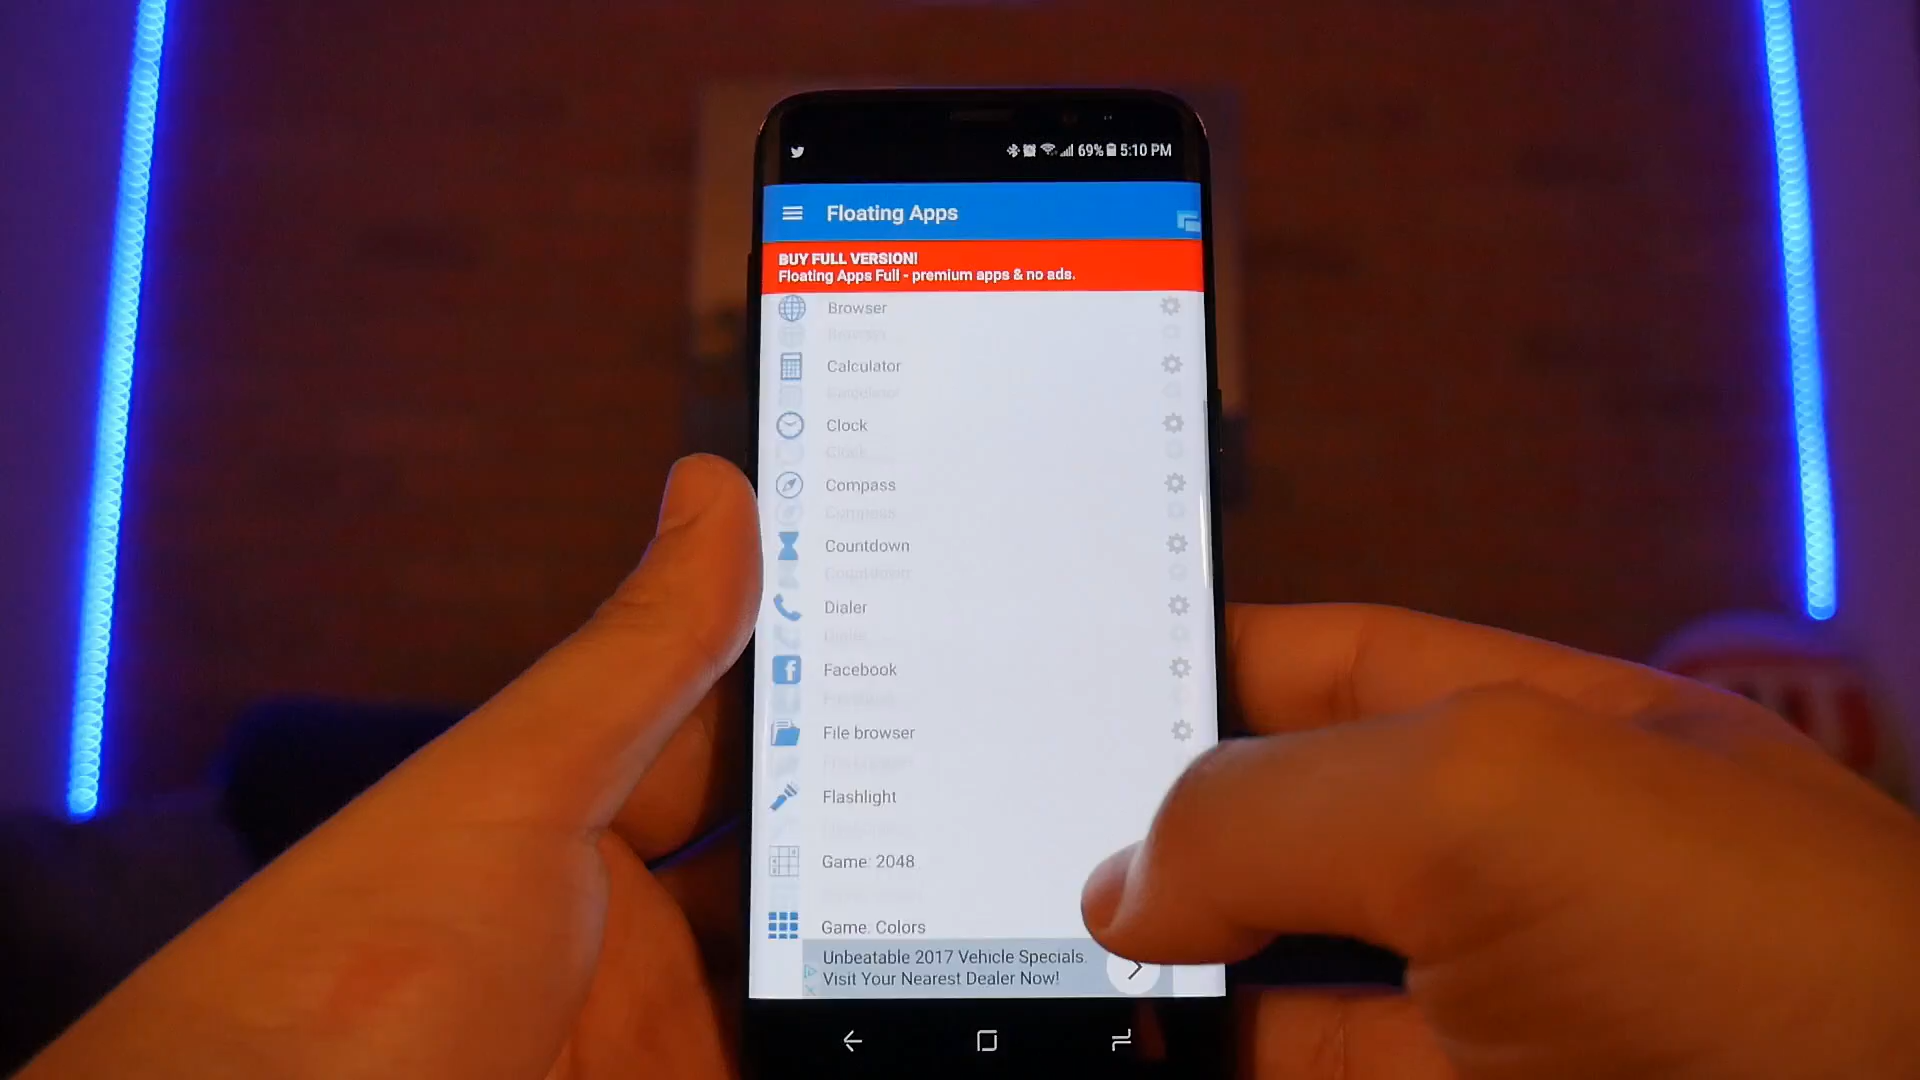 69% 5:10 PM
Floating Apps
BUY FULL VERSION!
Floating Apps Full - premium apps & no ads.
Browser
Calculator
Clock
Compass
Countdown
Dialer
Facebook
File browser
Flashlight
Game: 2048
Game: Colors
Unbeatable 2017 Vehicle Specials.
Visit Your Nearest Dealer Now!